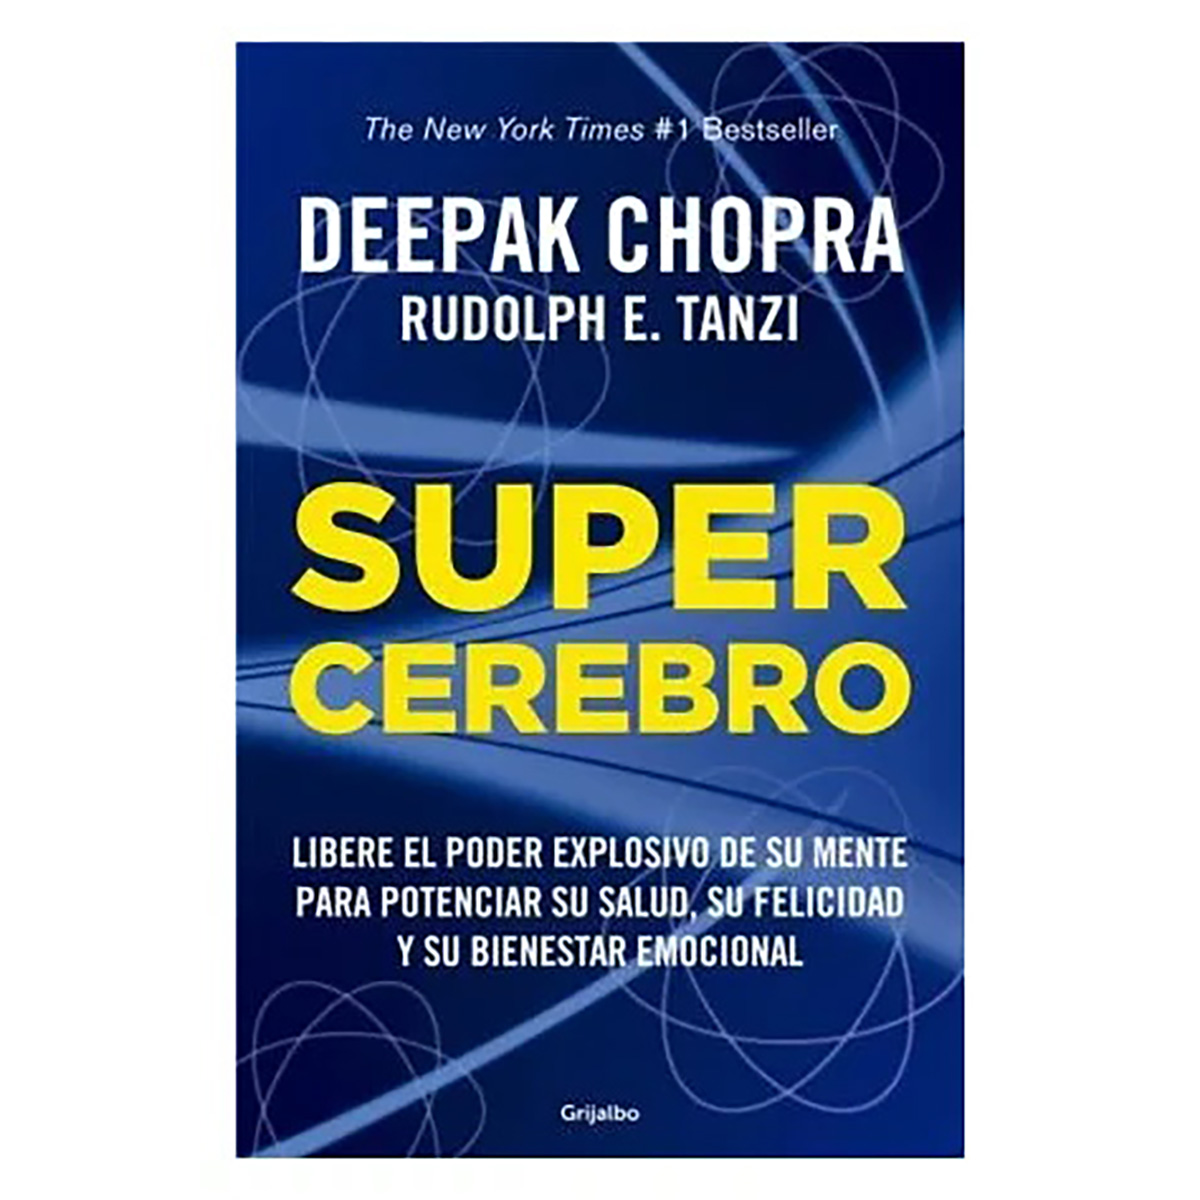 The New York Times #1 Bestseller
DEEPAK CHOPRA
RUDOLPH E. TANZI
SUPER
CEREBRO
LIBERE EL PODER EXPLOSIVO DE SU MENTE
PARA POTENCIAR SU SALUD, SU FELICIDAD
Y SU BIENESTAR EMOCIONAL
Grijalbo